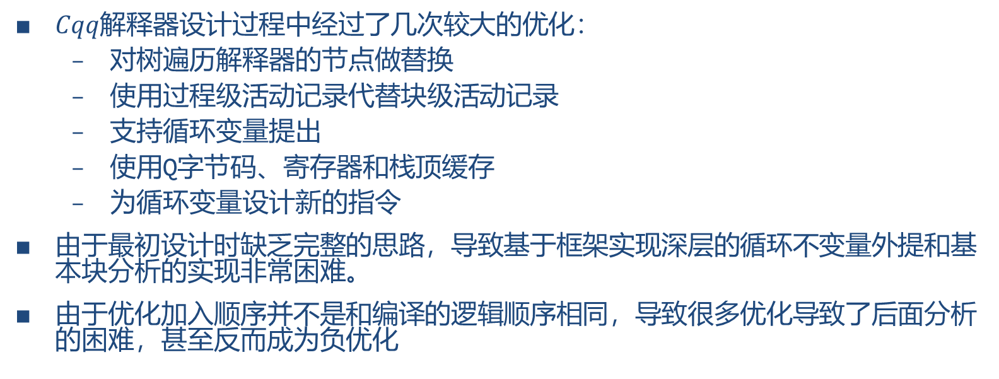 ■ Cqq解释器设计过程中经过了几次较大的优化：
– 对树遍历解释器的节点做替换
– 使用过程级活动记录代替块级活动记录
– 支持循环变量提出
– 使用Q字节码、寄存器和栈顶缓存
– 为循环变量设计新的指令
■ 由于最初设计时缺乏完整的思路，导致基于框架实现深层的循环不变量外提和基
本块分析的实现非常困难。
■ 由于优化加入顺序并不是和编译的逻辑顺序相同，导致很多优化导致了后面分析
的困难，甚至反而成为负优化